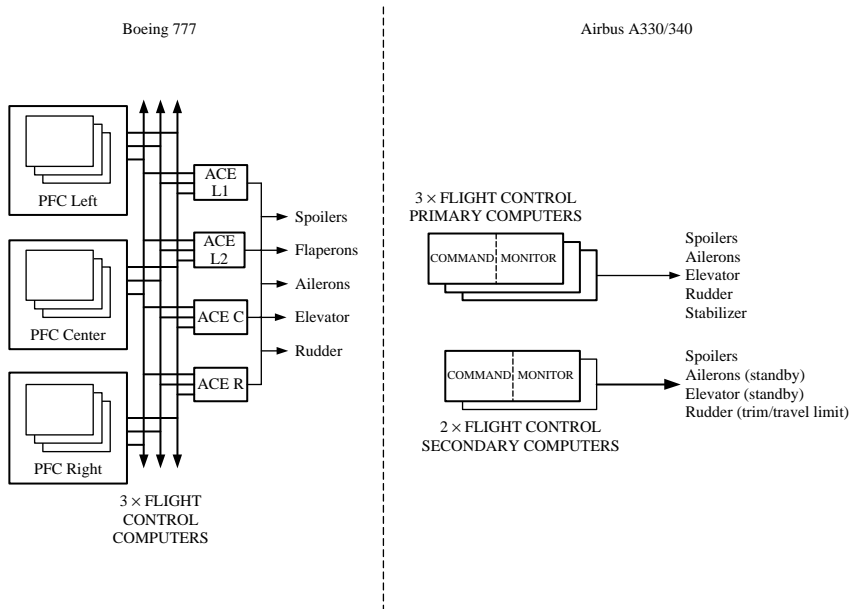 Boeing 777
PFC Left
PFC Center
PFC Right
3 × FLIGHT
CONTROL
COMPUTERS
ACE
L1
ACE
L2
ACE C
ACE R
Spoilers
Flaperons
Ailerons
Elevator
Rudder
Airbus A330/340
3 × FLIGHT CONTROL
PRIMARY COMPUTERS
COMMAND MONITOR
Spoilers
Ailerons
Elevator
Rudder
Stabilizer
COMMAND MONITOR
2 × FLIGHT CONTROL
SECONDARY COMPUTERS
Spoilers
Ailerons (standby)
Elevator (standby)
Rudder (trim/travel limit)